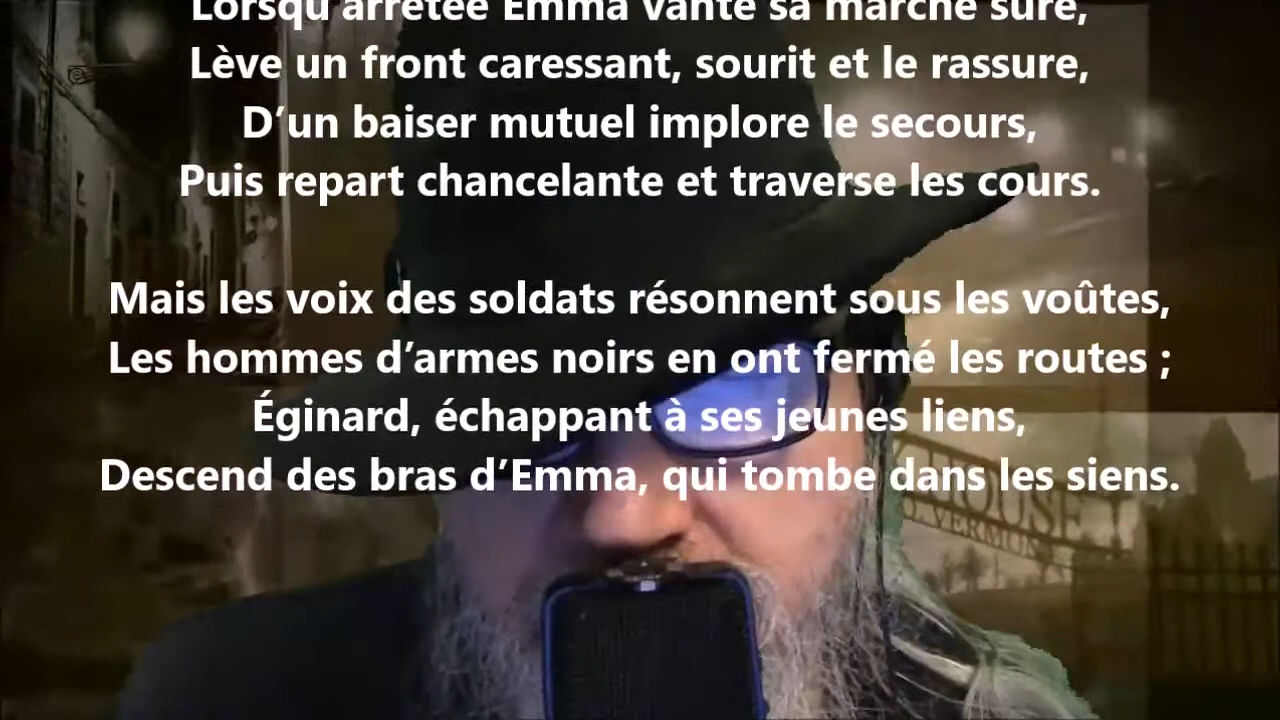 Lorsqu'arrêtée Emma vante sa marche sûre,
Lève un front caressant, sourit et le rassure,
D’un baiser mutuel implore le secours,
Puis repart chancelante et traverse les cours.
Mais les voix des soldats résonnent sous les voûtes,
Les hommes d’armes noirs en ont fermé les routes ;
Éginard, échappant à ses jeunes liens,
Descend des bras d’Emma, qui tombe dans les siens.
VERMON